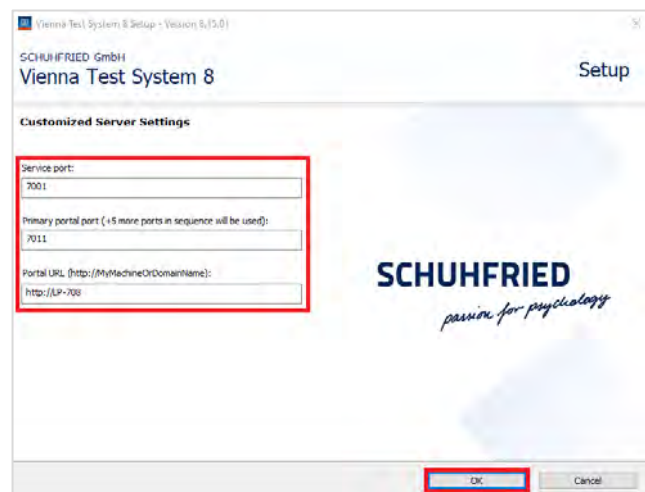 Vienna Test System 8 Setup - Version 8.15.01
SCHUHFRIED GmbH
Vienna Test System 8
Setup
Customized Server Settings
Service port:
7001
Primary portal port (+5 more ports in sequence will be used):
7011
Portal URL (http://MyMachineOrDomainName):
http://LP-708
SCHUHFRIED
passion for psychology
OK
Cancel